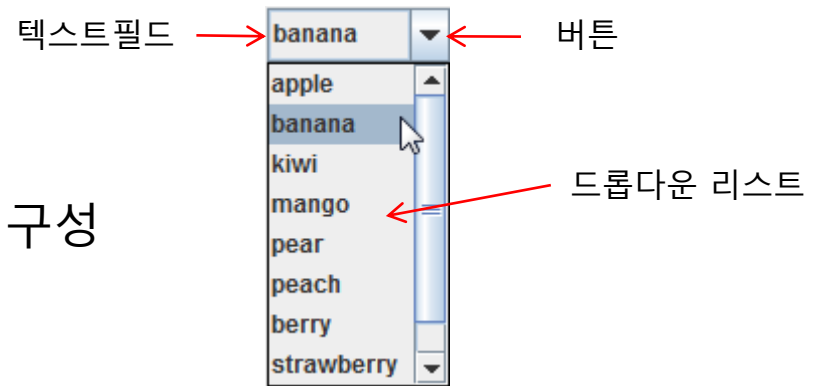 텍스트필드
banana
버튼
apple
banana
kiwi
mango
드롭다운 리스트
구성
pear
peach
berry
strawberry